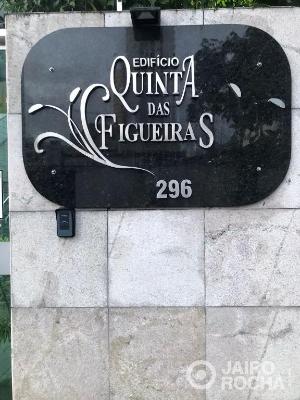 EDIFÍCIO
QUINTA
DAS
FIGUEIRAS
296
JAIRO
ROCHA